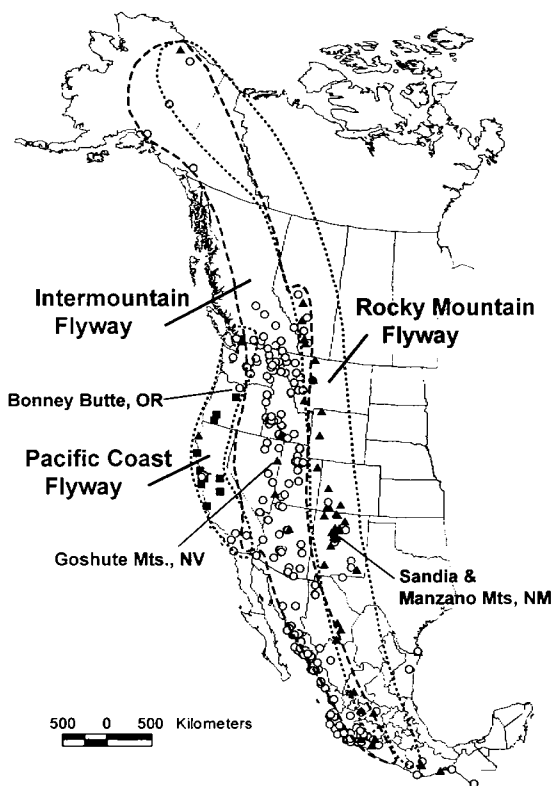 Intermountain
Flyway
Rocky Mountain
Flyway
Bonney Butte, OR
Pacific Coast
Flyway
Goshute Mts., NV
Sandia &
Manzano Mts, NM
500 0 500 Kilometers